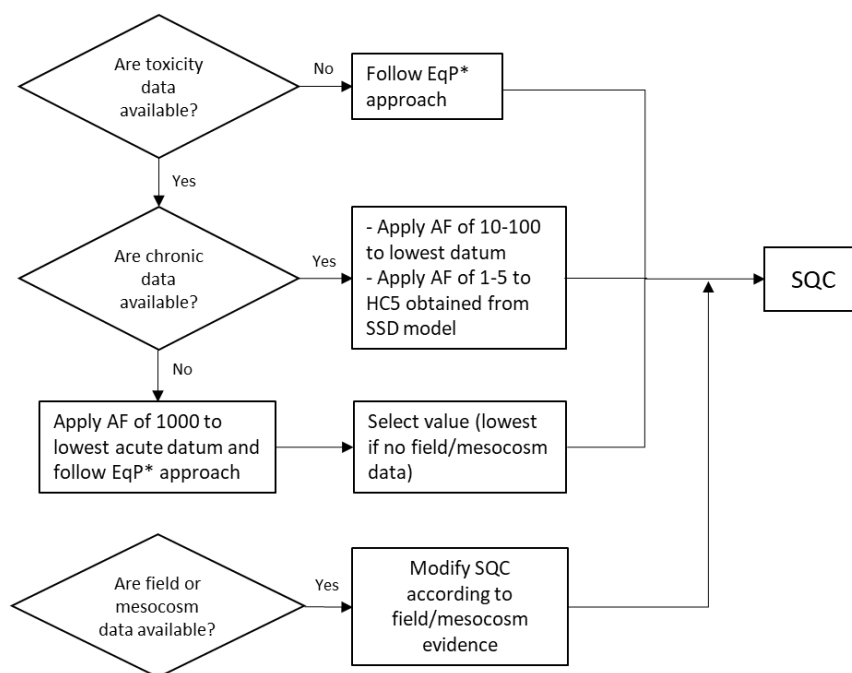 Are toxicity
data
available?
No
Follow EqP*
approach
Yes
Are chronic
data
available?
Yes
- Apply AF of 10-100
to lowest datum
- Apply AF of 1-5 to
HC5 obtained from
SSD model
SQC
No
Apply AF of 1000 to
lowest acute datum and
follow EqP* approach
Select value (lowest
if no field/mesocosm
data)
Are field or
mesocosm
data available?
Yes
Modify SQC
according to
field/mesocosm
evidence